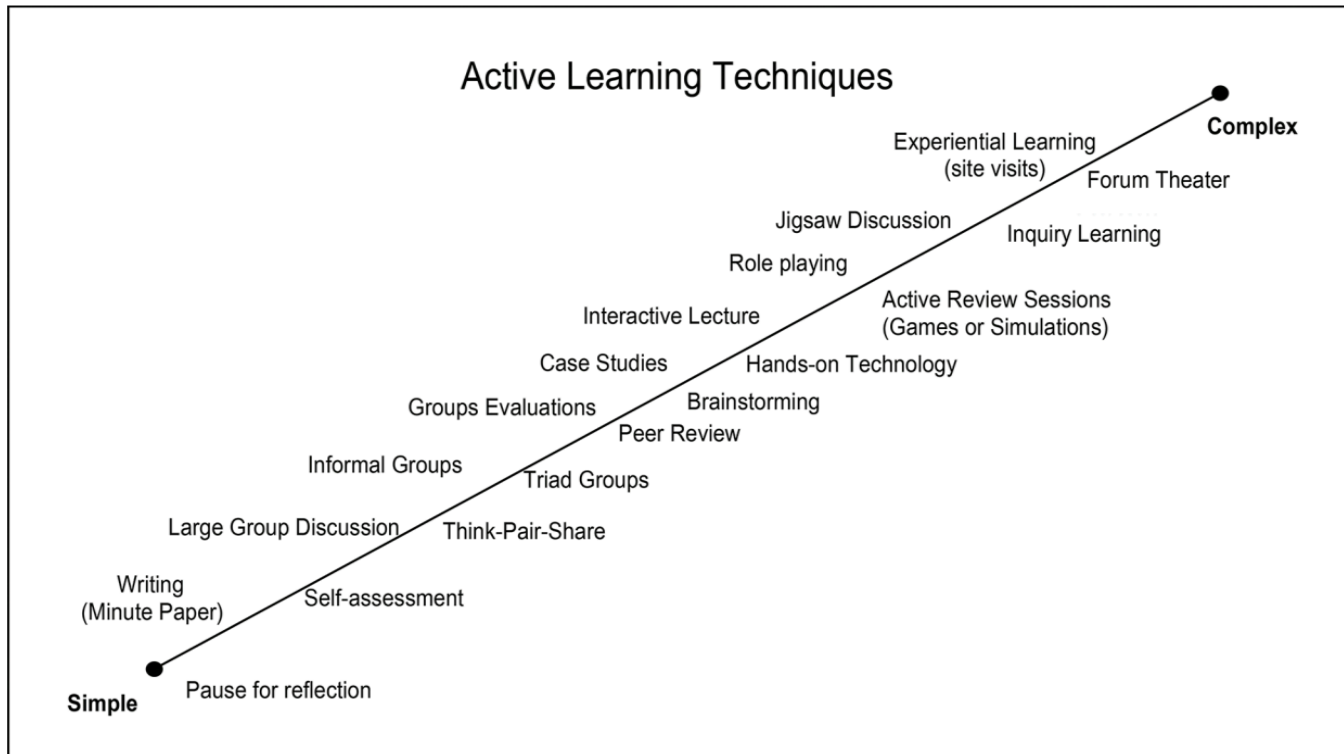 Active Learning Techniques
Complex
Experiential Learning
(site visits)
Forum Theater
Jigsaw Discussion
Inquiry Learning
Role playing
Active Review Sessions
(Games or Simulations)
Interactive Lecture
Case Studies
Hands-on Technology
Groups Evaluations
Brainstorming
Peer Review
Informal Groups
Triad Groups
Large Group Discussion
Think-Pair-Share
Writing
(Minute Paper)
Self-assessment
Pause for reflection
Simple